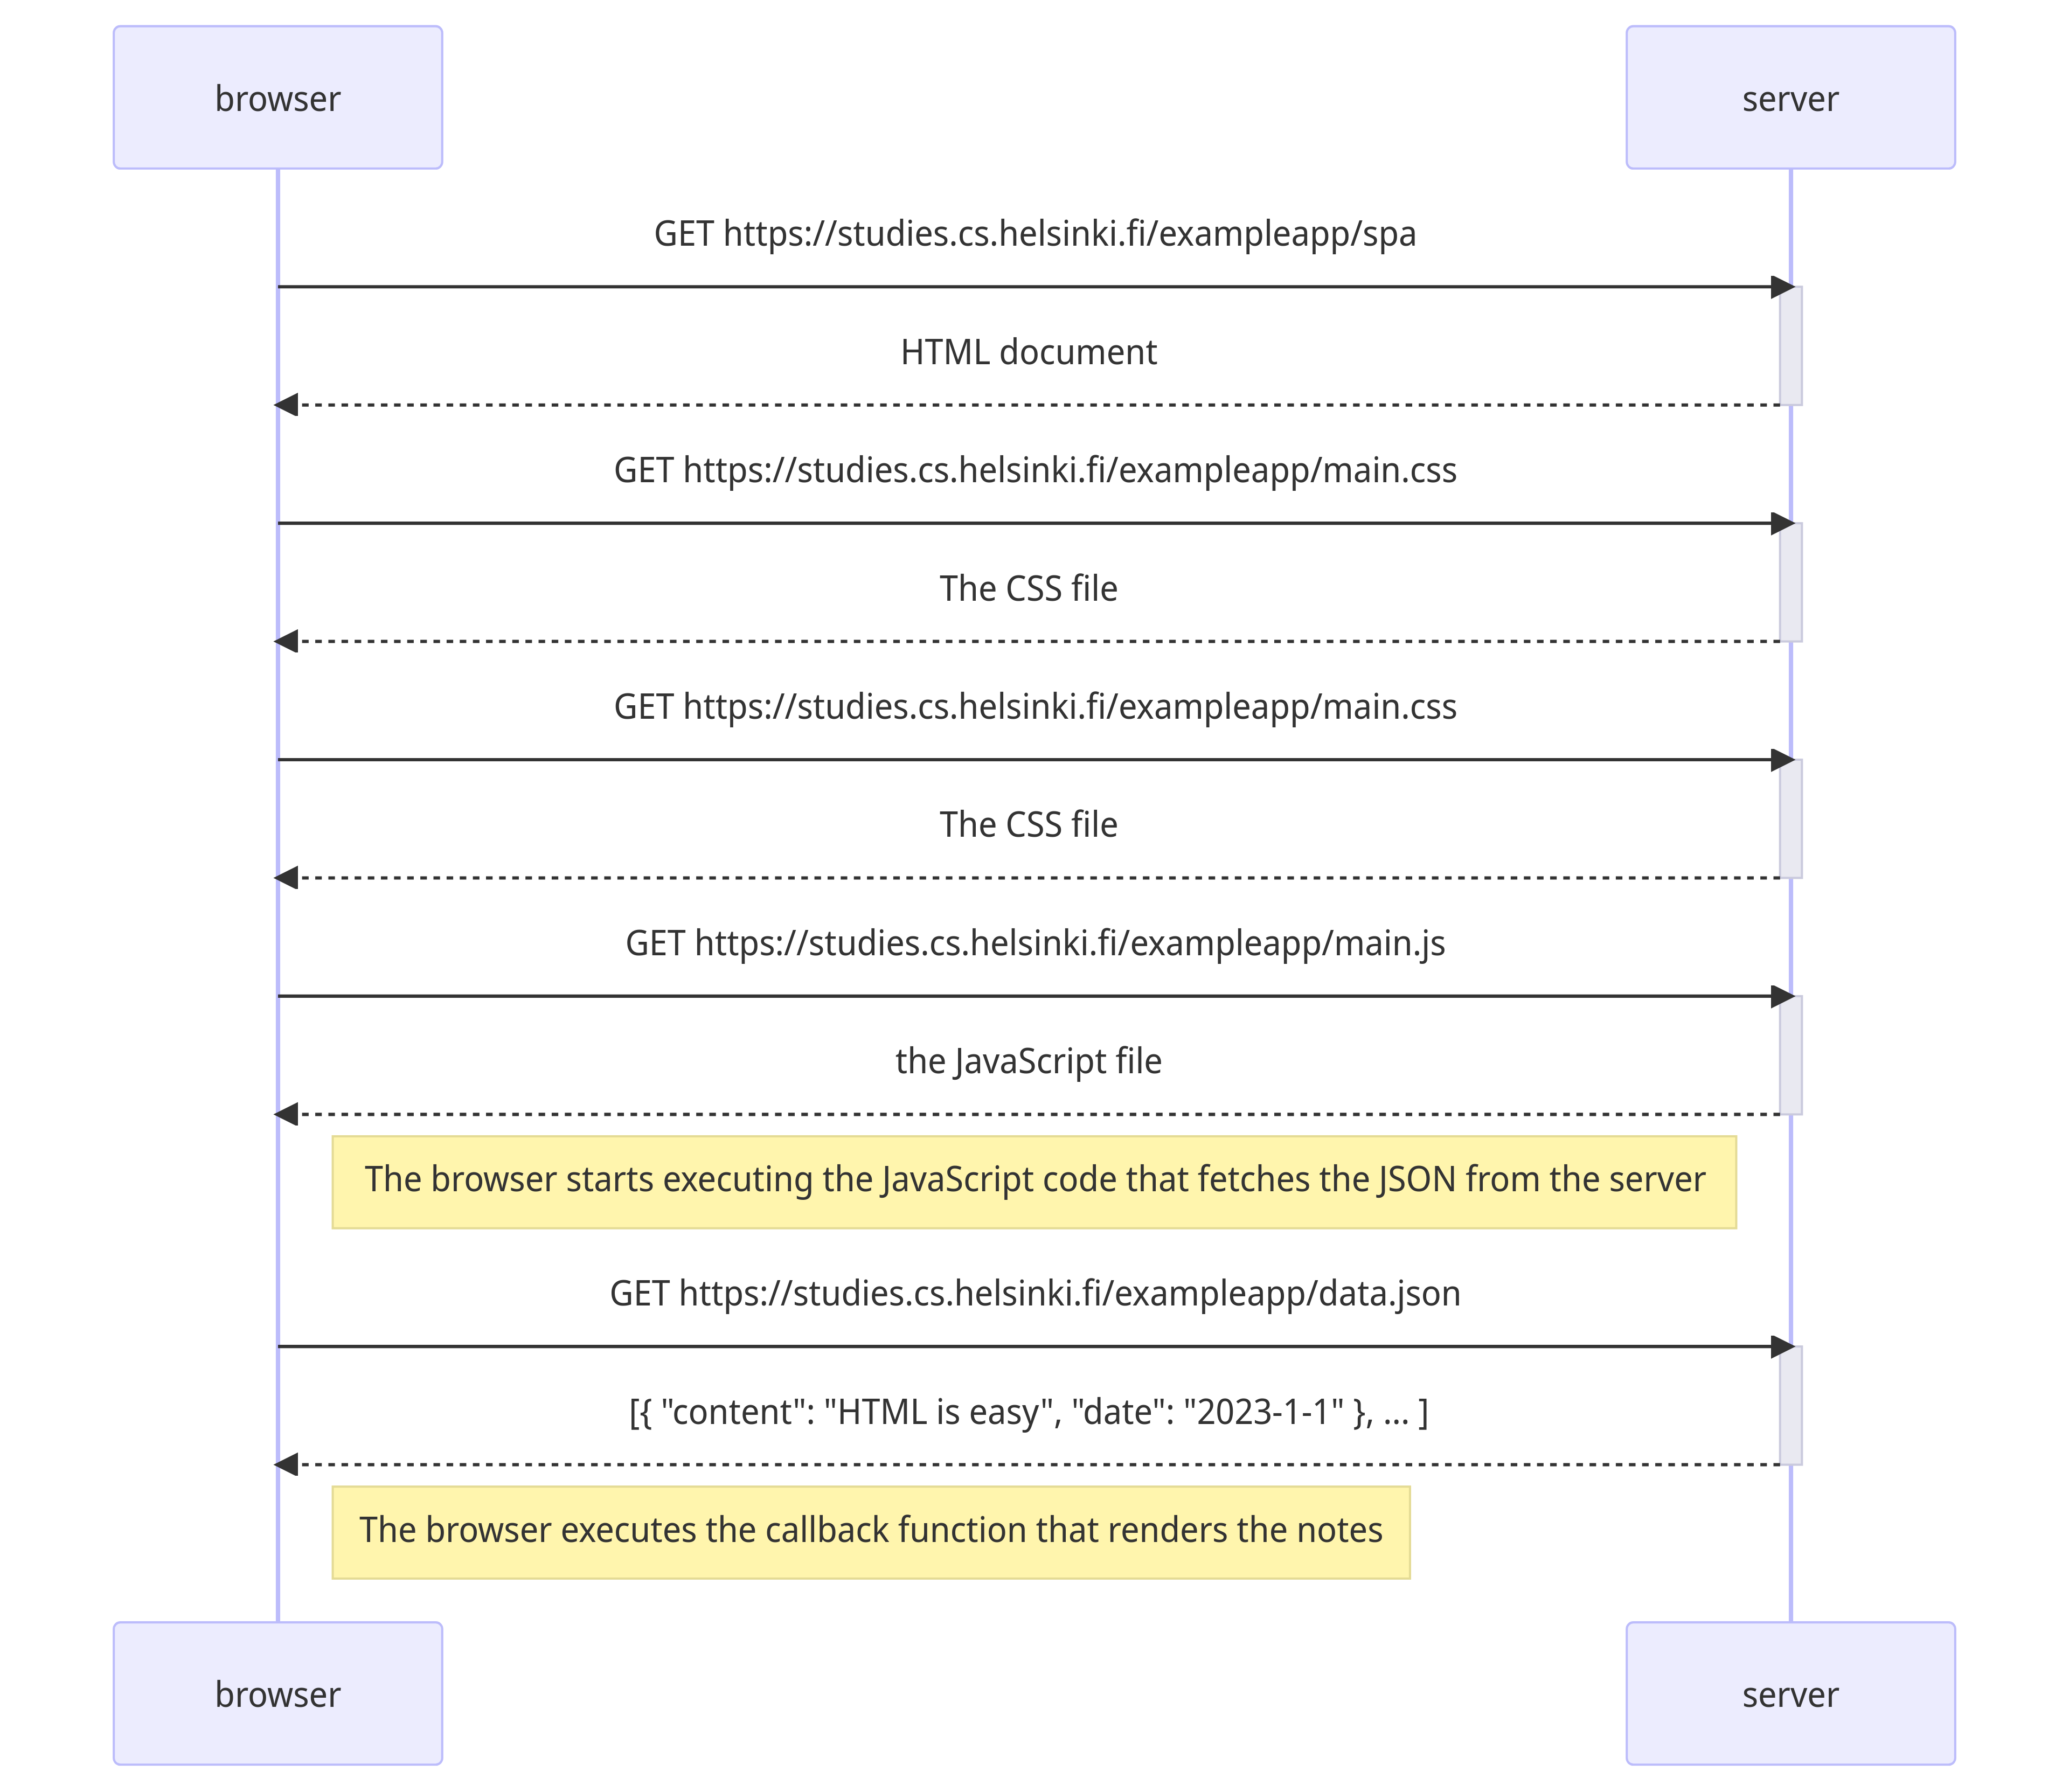 browser
server
GET https://studies.cs.helsinki.fi/exampleapp/spa
HTML document
GET https://studies.cs.helsinki.fi/exampleapp/main.css
The CSS file
GET https://studies.cs.helsinki.fi/exampleapp/main.css
The CSS file
GET https://studies.cs.helsinki.fi/exampleapp/main.js
the JavaScript file
The browser starts executing the JavaScript code that fetches the JSON from the server
GET https://studies.cs.helsinki.fi/exampleapp/data.json
[{ "content": "HTML is easy", "date": "2023-1-1" }, ... ]
The browser executes the callback function that renders the notes
browser
server